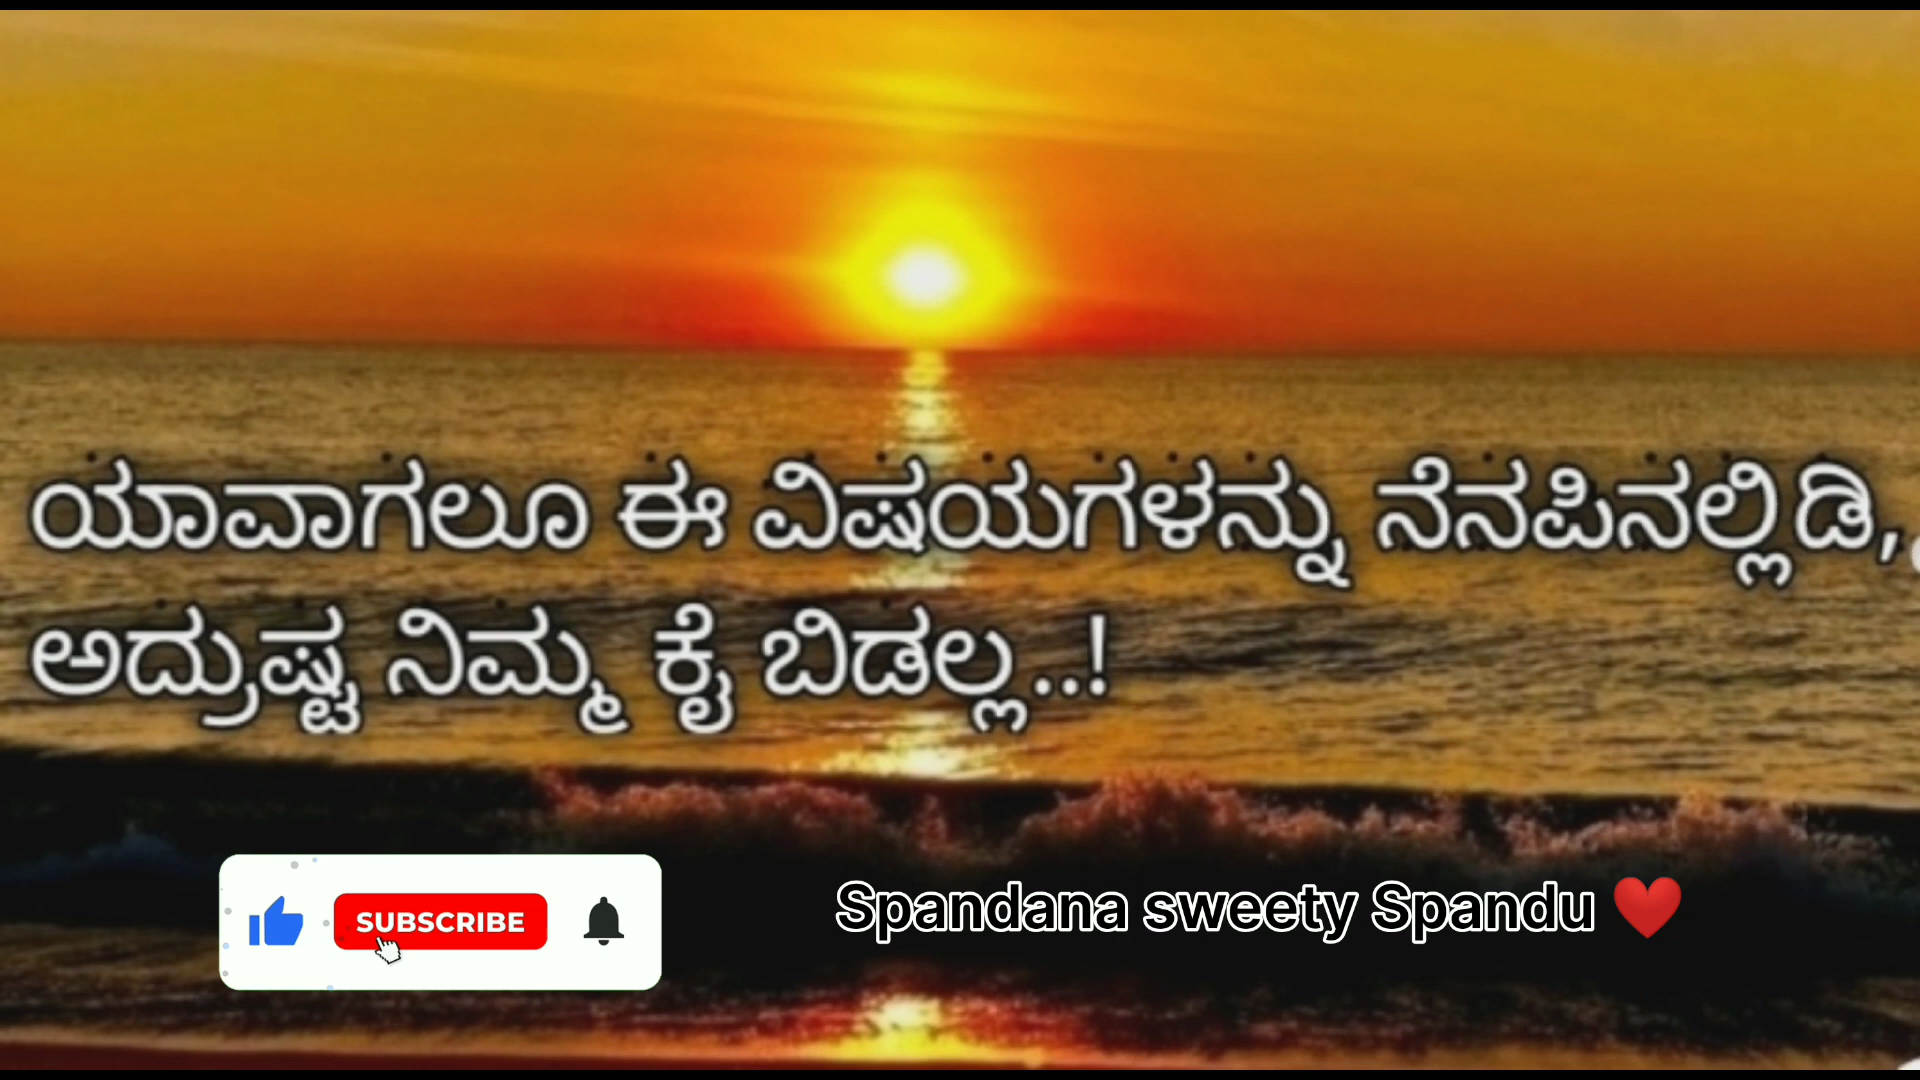 ಯಾವಾಗಲೂ ಈ ವಿಷಯಗಳನ್ನು ನೆನಪಿನಲ್ಲಿಡಿ,
ಅದ್ರುಷ್ಟ ನಿಮ್ಮ ಕೈ ಬಿಡಲ್ಲ..!
SUBSCRIBE
Spandana sweety Spandu ❤️